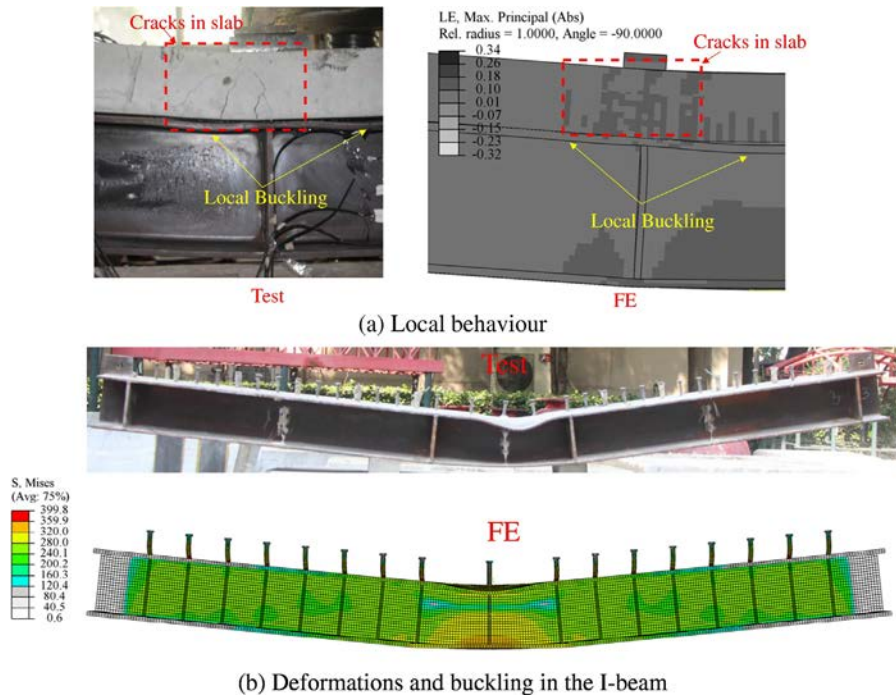 Cracks in slab
Local Buckling
Test
LE, Max. Principal (Abs)
Rel. radius = 1.0000, Angle = -90.0000
0.34
0.26
0.18
0.10
0.01
-0.07
-0.15
-0.23
-0.32
Cracks in slab
Local Buckling
FE
(a) Local behaviour
Test
S, Mises
(Avg: 75%)
399.8
359.9
320.0
280.0
240.1
200.2
160.3
120.4
80.4
40.5
0.6
FE
(b) Deformations and buckling in the I-beam